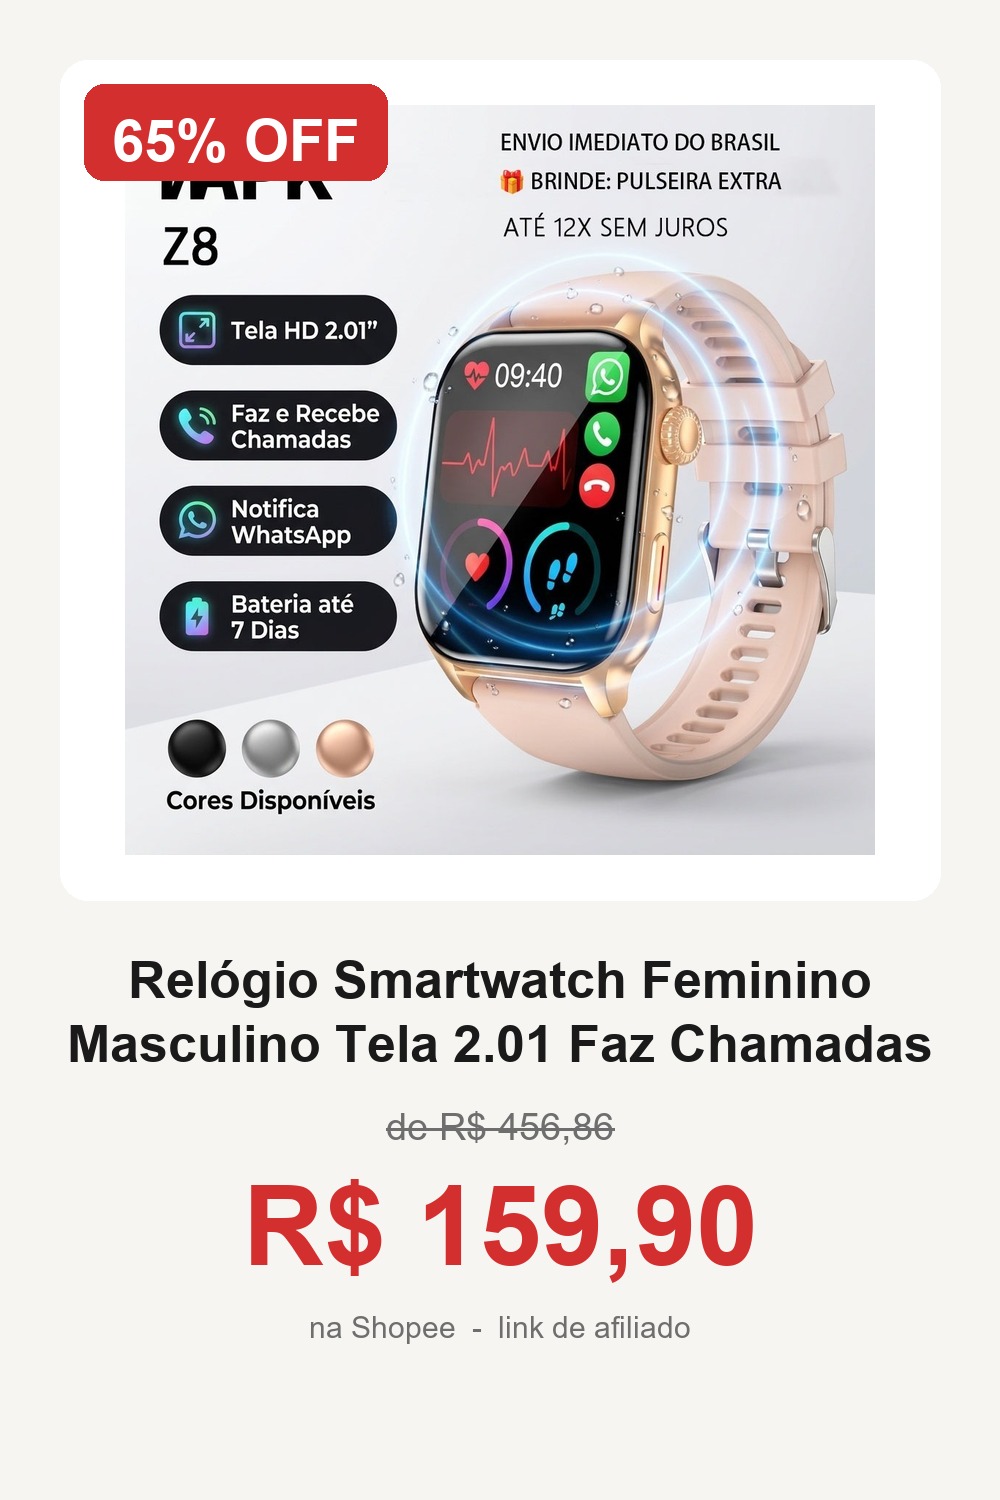 65% OFF
ENVIO IMEDIATO DO BRASIL
🎁 BRINDE: PULSEIRA EXTRA
ATÉ 12X SEM JUROS
Z8
Tela HD 2.01”
Faz e Recebe
Chamadas
Notifica
WhatsApp
Bateria até
7 Dias
09:40
Cores Disponíveis
Relógio Smartwatch Feminino
Masculino Tela 2.01 Faz Chamadas
de R$ 456,86
R$ 159,90
na Shopee - link de afiliado